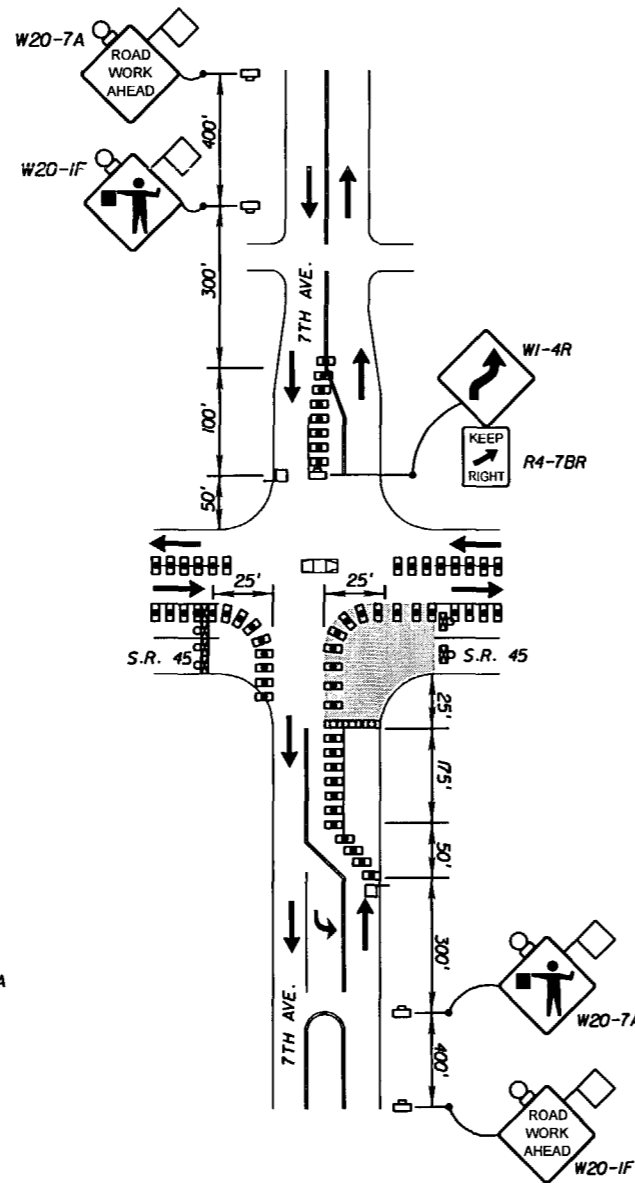 W20-7A
ROAD
WORK
AHEAD
W20-1F
400'
300'
7TH AVE.
100'
50'
W1-4R
KEEP
RIGHT
R4-7BR
25'
25'
S.R. 45
S.R. 45
25'
175'
50'
300'
7TH AVE.
400'
A
W20-7A
ROAD
WORK
AHEAD
W20-1F